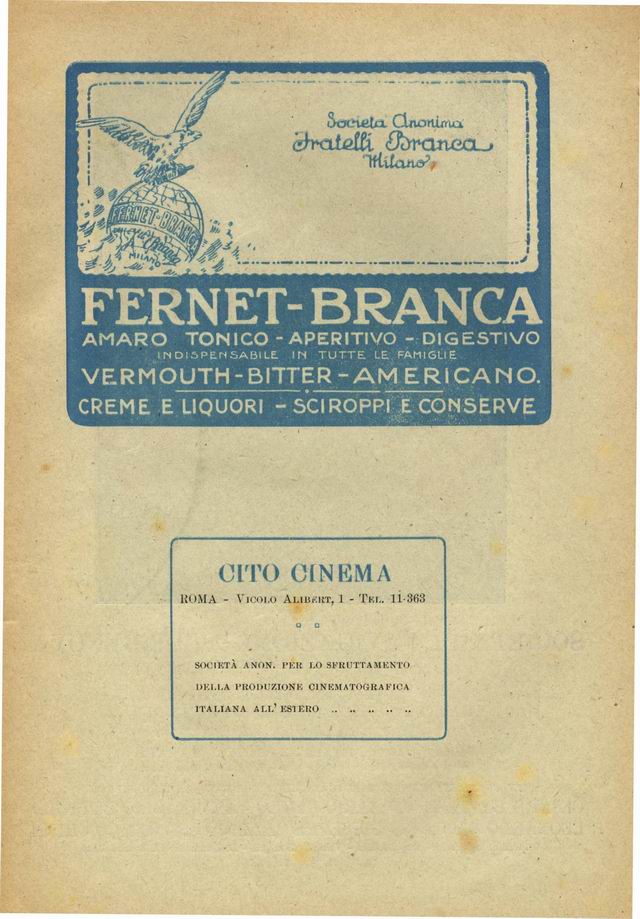 Società Anonima
Fratelli Branca
Milano
FERNET-BRANCA
MILANO
FERNET-BRANCA
AMARO TONICO - APERITIVO - DIGESTIVO
INDISPENSABILE IN TUTTE LE FAMIGLIE
VERMOUTH - BITTER - AMERICANO.
CREME E LIQUORI - SCIROPPI E CONSERVE
CITO CINEMA
ROMA - VICOLO ALIBERT, 1 - TEL. 11-363
SOCIETÀ ANON. PER LO SFRUTTAMENTO
DELLA PRODUZIONE CINEMATOGRAFICA
ITALIANA ALL'ESTERO .. .. .. .. ..